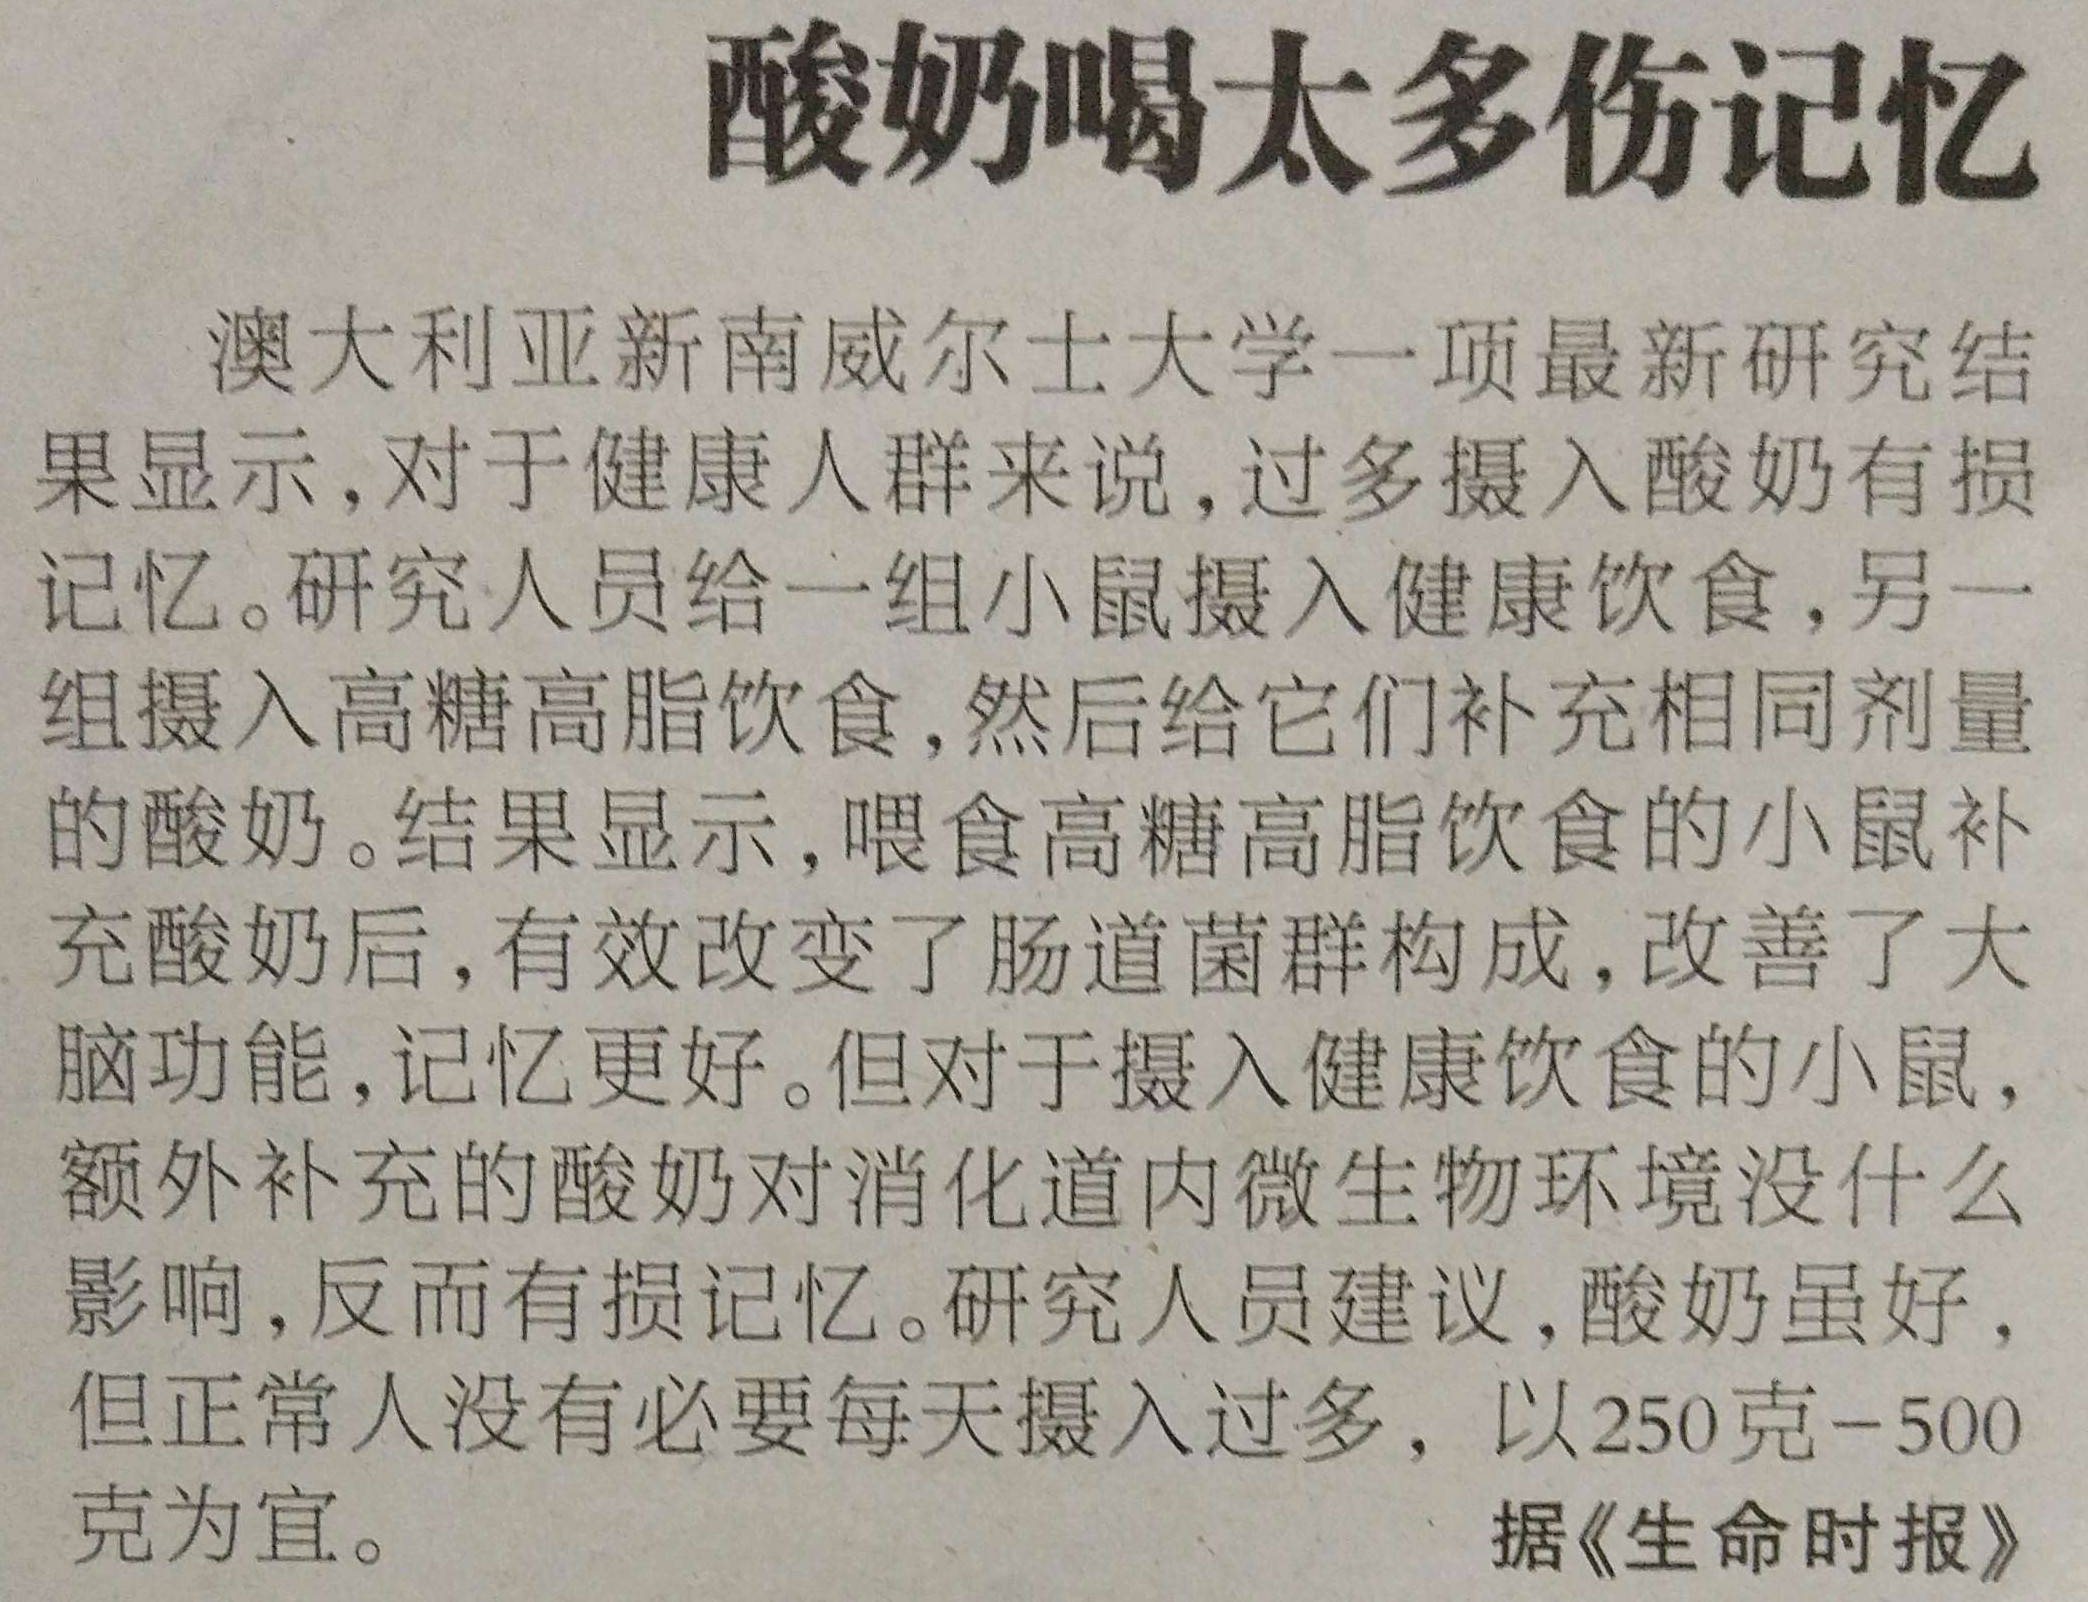 酸奶喝太多伤记忆
澳大利亚新南威尔士大学一项最新研究结
果显示,对于健康人群来说,过多摄入酸奶有损
记忆。研究人员给一组小鼠摄入健康饮食,另一
组摄入高糖高脂饮食,然后给它们补充相同剂量
的酸奶。结果显示,喂食高糖高脂饮食的小鼠补
充酸奶后,有效改变了肠道菌群构成,改善了大
脑功能,记忆更好。但对于摄入健康饮食的小鼠,
额外补充的酸奶对消化道内微生物环境没什么
影响,反而有损记忆。研究人员建议,酸奶虽好,
但正常人没有必要每天摄入过多,以250克-500
克为宜。
据《生命时报》